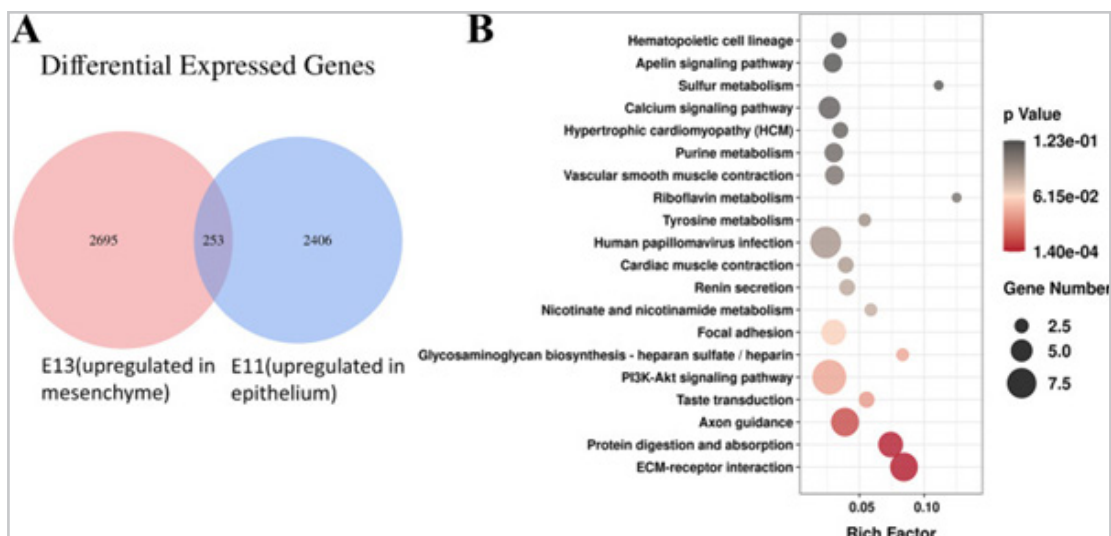 A
Differential Expressed Genes
2695
253
2406
E13(upregulated in
mesenchyme)
E11(upregulated in
epithelium)
B
Hematopoietic cell lineage
Apelin signaling pathway
Sulfur metabolism
Calcium signaling pathway
Hypertrophic cardiomyopathy (HCM)
Purine metabolism
Vascular smooth muscle contraction
Riboflavin metabolism
Tyrosine metabolism
Human papillomavirus infection
Cardiac muscle contraction
Renin secretion
Nicotinate and nicotinamide metabolism
Focal adhesion
Glycosaminoglycan biosynthesis - heparan sulfate / heparin
PI3K-Akt signaling pathway
Taste transduction
Axon guidance
Protein digestion and absorption
ECM-receptor interaction
0.05
0.10
Rich Factor
p Value
1.23e-01
6.15e-02
1.40e-04
Gene Number
2.5
5.0
7.5